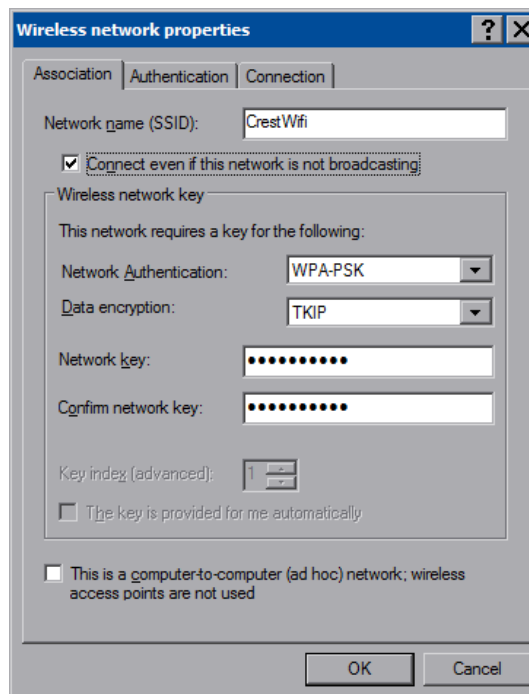 Wireless network properties
Association Authentication Connection
Network name (SSID): CrestWifi
Connect even if this network is not broadcasting
Wireless network key
This network requires a key for the following:
Network Authentication: WPA-PSK
Data encryption: TKIP
Network key: ●●●●●●●●●●
Confirm network key: ●●●●●●●●●●
Key index (advanced): 1
The key is provided for me automatically
This is a computer-to-computer (ad hoc) network; wireless
access points are not used
OK Cancel